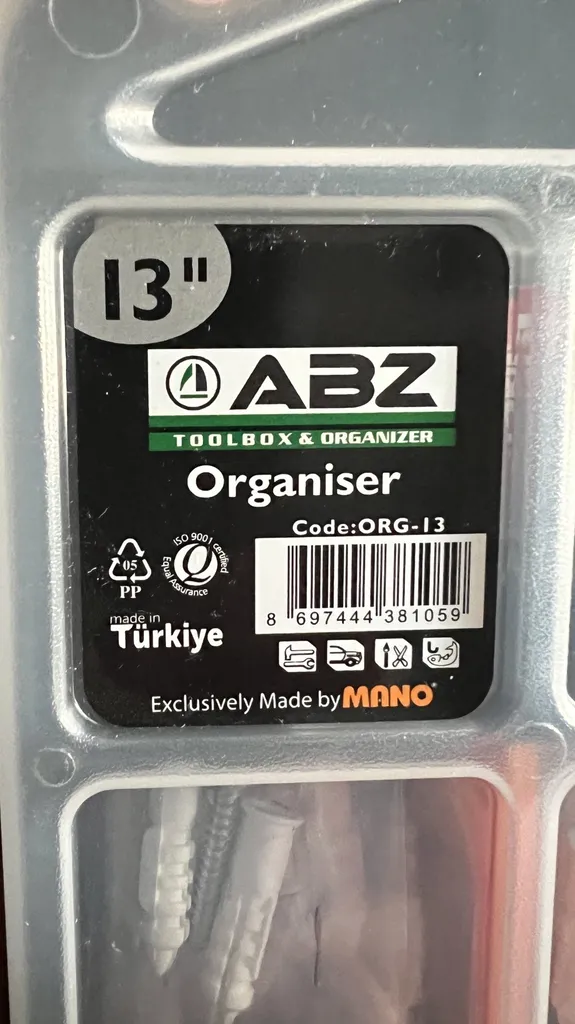 13"
ABZ
TOOLBOX & ORGANIZER
Organiser
Code:ORG-13
ISO 9001 certified
Equal Assurance
05
PP
8 697444 381059
made in
Türkiye
Exclusively Made by MANO